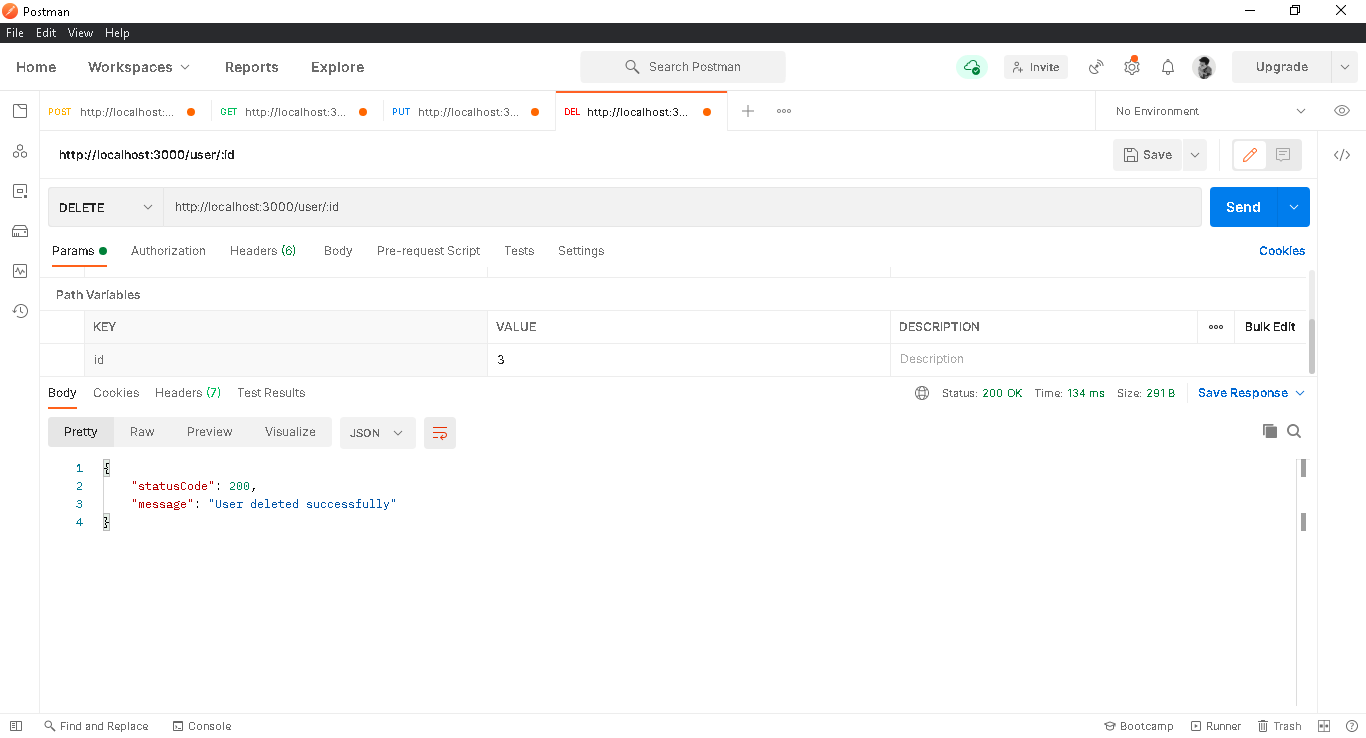 Postman
File Edit View Help
Home Workspaces Reports Explore Search Postman Invite Upgrade
POST http://localhost:... GET http://localhost:3... PUT http://localhost:3... DEL http://localhost:3... No Environment
http://localhost:3000/user/:id Save
DELETE http://localhost:3000/user/:id Send
Params Authorization Headers (6) Body Pre-request Script Tests Settings Cookies
Path Variables
KEY VALUE DESCRIPTION Bulk Edit
id 3 Description
Body Cookies Headers (7) Test Results Status: 200 OK Time: 134 ms Size: 291 B Save Response
Pretty Raw Preview Visualize JSON
1 {
2 "statusCode": 200,
3 "message": "User deleted successfully"
4 }
Find and Replace Console Bootcamp Runner Trash